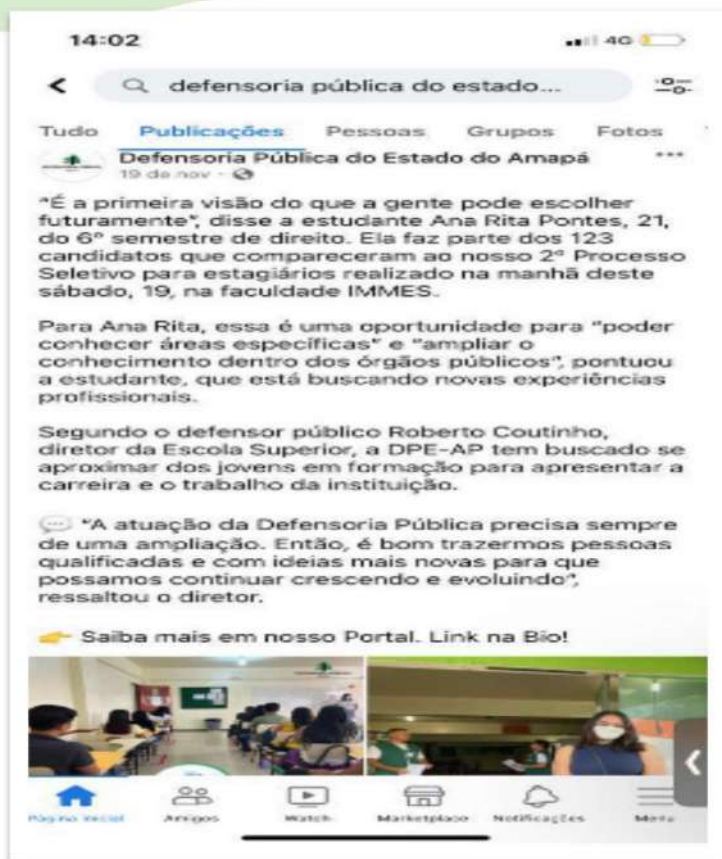 14:02
4G
defensoria pública do estado...
Tudo Publicações Pessoas Grupos Fotos
Defensoria Pública do Estado do Amapá
19 de nov ·
"É a primeira visão do que a gente pode escolher
futuramente", disse a estudante Ana Rita Pontes, 21,
do 6º semestre de direito. Ela faz parte dos 123
candidatos que compareceram ao nosso 2º Processo
Seletivo para estagiários realizado na manhã deste
sábado, 19, na faculdade IMMES.
Para Ana Rita, essa é uma oportunidade para "poder
conhecer áreas específicas" e "ampliar o
conhecimento dentro dos órgãos públicos", pontuou
a estudante, que está buscando novas experiências
profissionais.
Segundo o defensor público Roberto Coutinho,
diretor da Escola Superior, a DPE-AP tem buscado se
aproximar dos jovens em formação para apresentar a
carreira e o trabalho da instituição.
"A atuação da Defensoria Pública precisa sempre
de uma ampliação. Então, é bom trazermos pessoas
qualificadas e com ideias mais novas para que
possamos continuar crescendo e evoluindo",
ressaltou o diretor.
Saiba mais em nosso Portal. Link na Bio!
Página inicial Amigos Watch Marketplace Notificações Menu